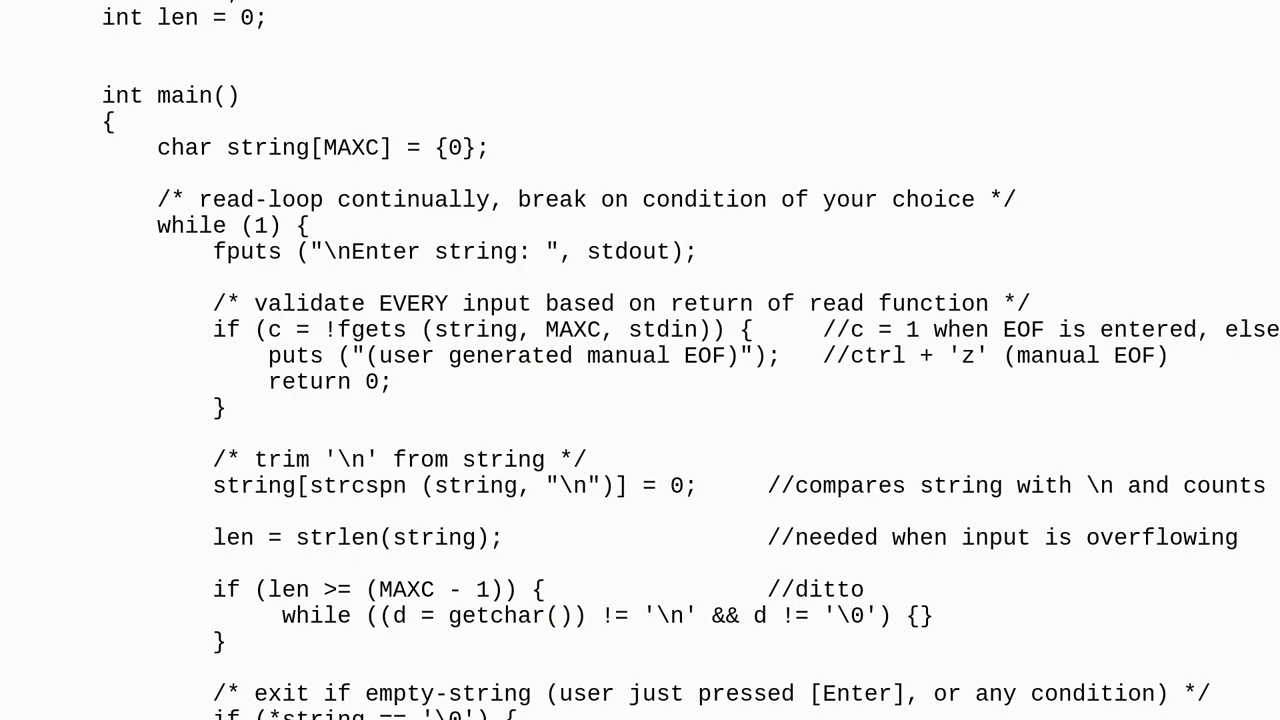 int len = 0;
int main()
{
char string[MAXC] = {0};
/* read-loop continually, break on condition of your choice */
while (1) {
fputs ("\nEnter string: ", stdout);
/* validate EVERY input based on return of read function */
if (c = !fgets (string, MAXC, stdin)) {     //c = 1 when EOF is entered, else
puts ("(user generated manual EOF)");   //ctrl + 'z' (manual EOF)
return 0;
}
/* trim '\n' from string */
string[strcspn (string, "\n")] = 0;     //compares string with \n and counts
len = strlen(string);                   //needed when input is overflowing
if (len >= (MAXC - 1)) {                //ditto
while ((d = getchar()) != '\n' && d != '\0') {}
}
/* exit if empty-string (user just pressed [Enter], or any condition) */
if (*string == '\0') {